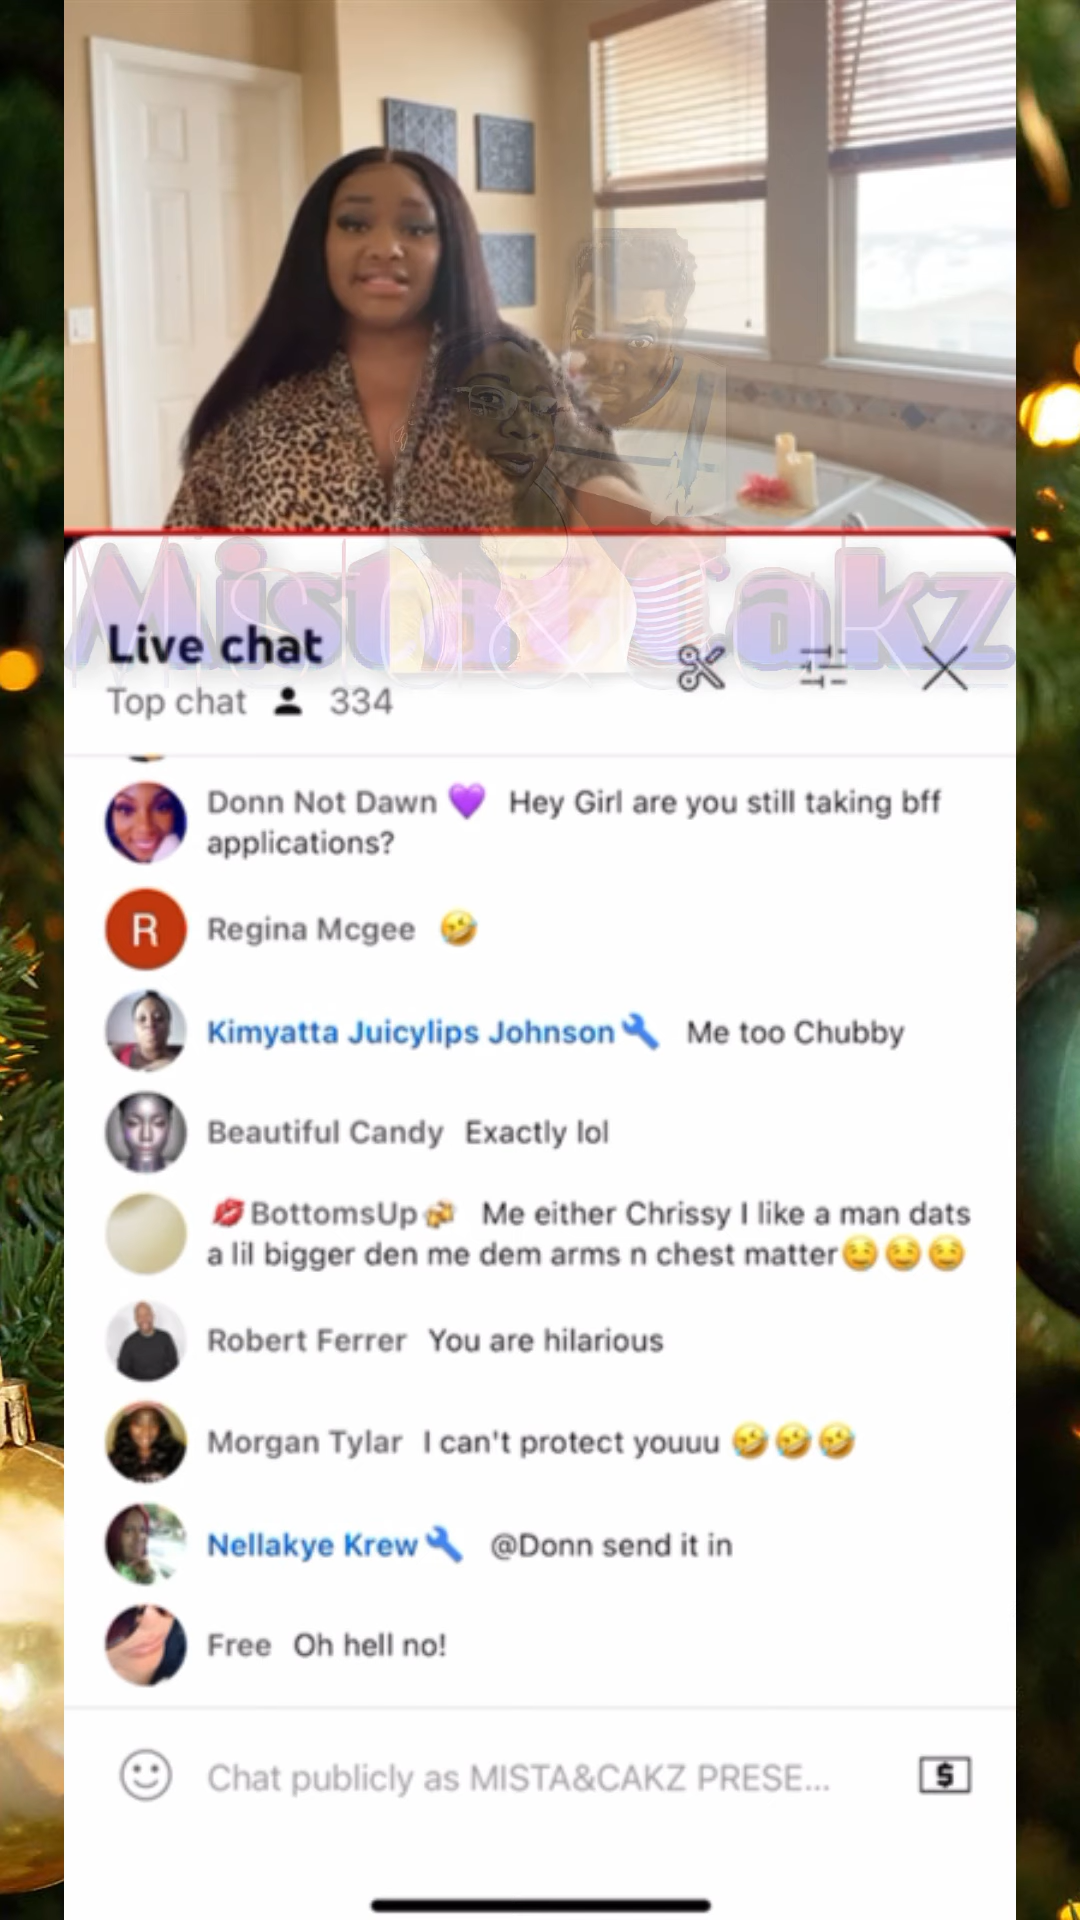 Mista&Cakz
Live chat
Top chat 334
Donn Not Dawn 💜 Hey Girl are you still taking bff
applications?
R
Regina Mcgee 🤣
Kimyatta Juicylips Johnson🔧 Me too Chubby
Beautiful Candy Exactly lol
💋BottomsUp🍻 Me either Chrissy I like a man dats
a lil bigger den me dem arms n chest matter😏😏😏
Robert Ferrer You are hilarious
Morgan Tylar I can't protect youuu 🤣🤣🤣
Nellakye Krew🔧 @Donn send it in
Free Oh hell no!
Chat publicly as MISTA&CAKZ PRESE...
$